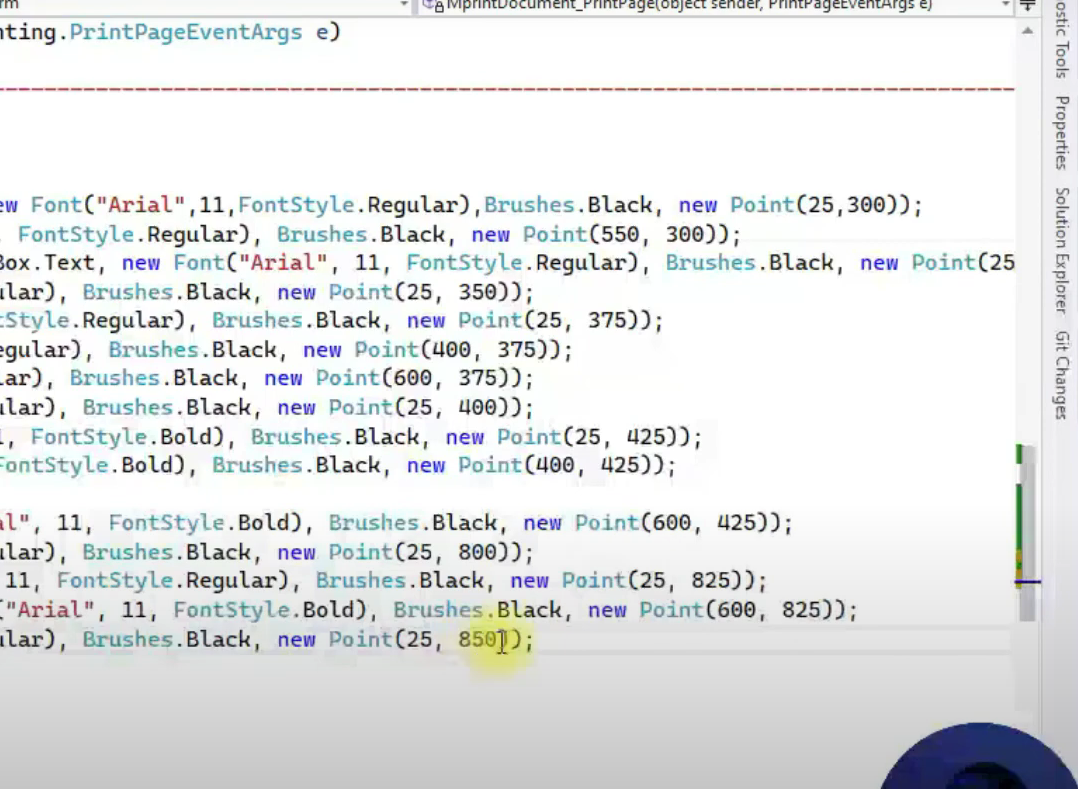 MprintDocument_PrintPage(object sender, PrintPageEventArgs e)
nting.PrintPageEventArgs e)
ew Font("Arial",11,FontStyle.Regular),Brushes.Black, new Point(25,300));
, FontStyle.Regular), Brushes.Black, new Point(550, 300));
Box.Text, new Font("Arial", 11, FontStyle.Regular), Brushes.Black, new Point(25
ular), Brushes.Black, new Point(25, 350));
tStyle.Regular), Brushes.Black, new Point(25, 375));
egular), Brushes.Black, new Point(400, 375));
lar), Brushes.Black, new Point(600, 375));
ular), Brushes.Black, new Point(25, 400));
1, FontStyle.Bold), Brushes.Black, new Point(25, 425));
FontStyle.Bold), Brushes.Black, new Point(400, 425));
al", 11, FontStyle.Bold), Brushes.Black, new Point(600, 425));
ular), Brushes.Black, new Point(25, 800));
11, FontStyle.Regular), Brushes.Black, new Point(25, 825));
("Arial", 11, FontStyle.Bold), Brushes.Black, new Point(600, 825));
ular), Brushes.Black, new Point(25, 850));
ostic Tools
Properties
Solution Explorer
Git Changes